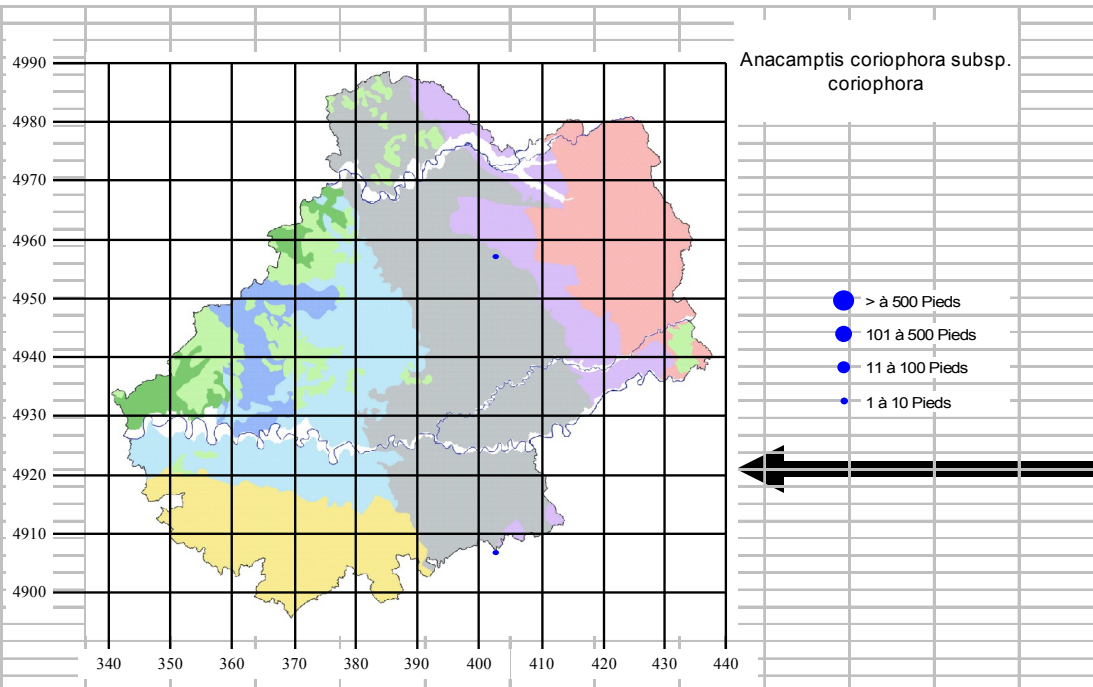 Anacamptis coriophora subsp.
coriophora
4990
4980
4970
4960
4950
4940
4930
4920
4910
4900
> à 500 Pieds
101 à 500 Pieds
11 à 100 Pieds
1 à 10 Pieds
340 350 360 370 380 390 400 410 420 430 440